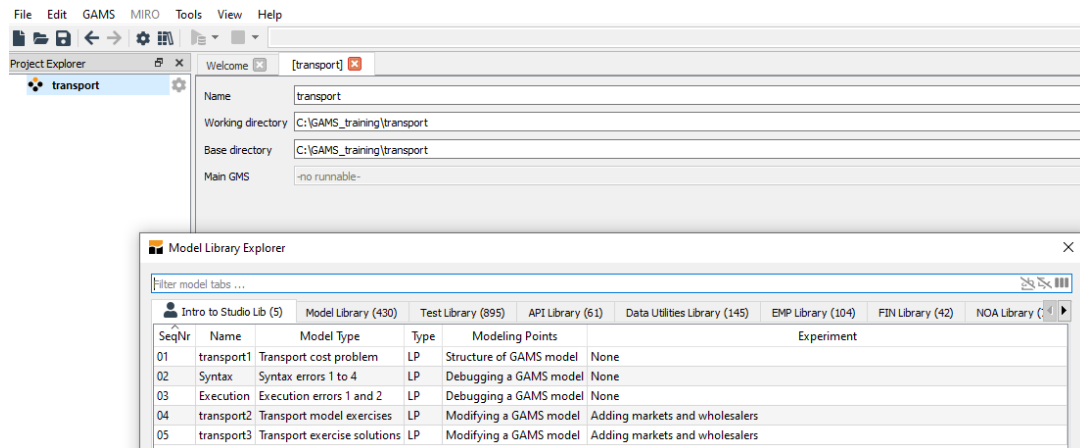 File Edit GAMS MIRO Tools View Help
Project Explorer
Welcome [transport]
transport
Name transport
Working directory C:\GAMS_training\transport
Base directory C:\GAMS_training\transport
Main GMS -no runnable-
Model Library Explorer
Filter model tabs ...
Intro to Studio Lib (5) Model Library (430) Test Library (895) API Library (61) Data Utilities Library (145) EMP Library (104) FIN Library (42) NOA Library (
SeqNr Name Model Type Type Modeling Points Experiment
01 transport1 Transport cost problem LP Structure of GAMS model None
02 Syntax Syntax errors 1 to 4 LP Debugging a GAMS model None
03 Execution Execution errors 1 and 2 LP Debugging a GAMS model None
04 transport2 Transport model exercises LP Modifying a GAMS model Adding markets and wholesalers
05 transport3 Transport exercise solutions LP Modifying a GAMS model Adding markets and wholesalers